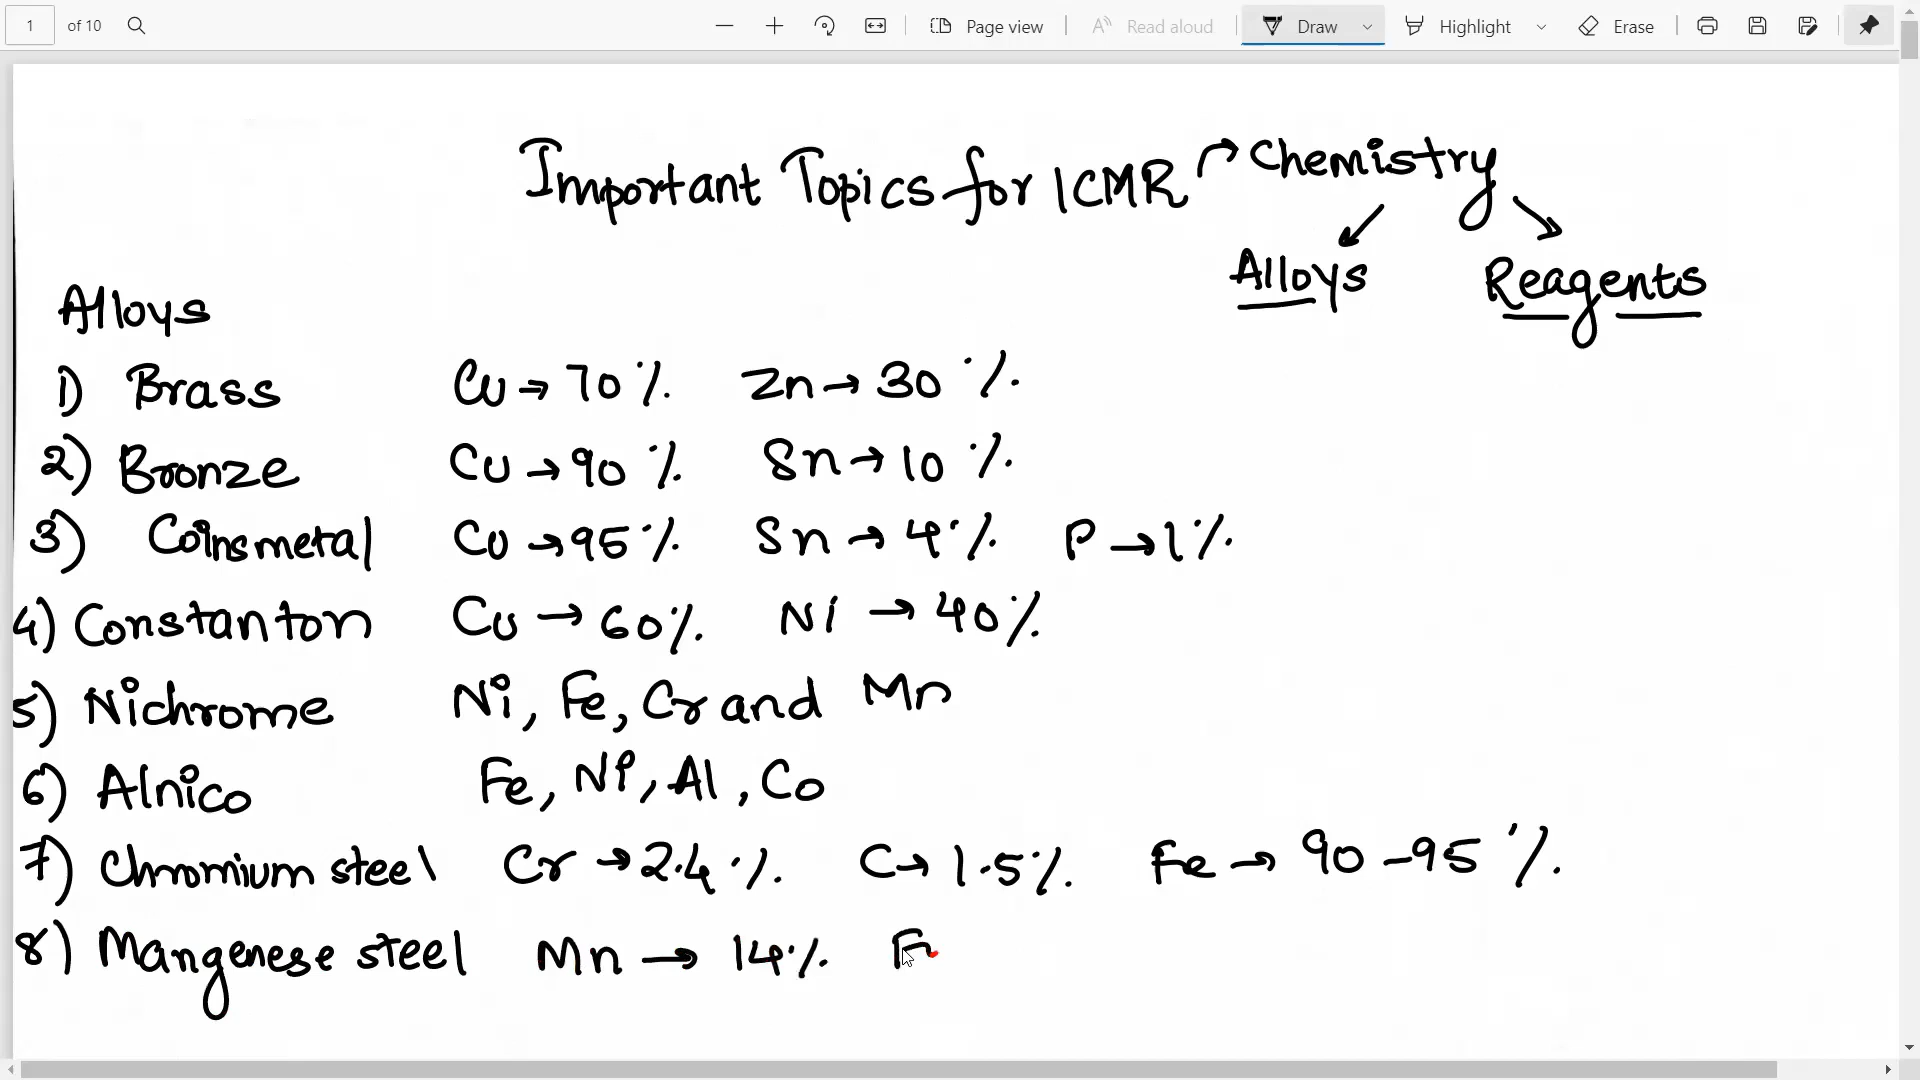 1 of 10 Page view Read aloud Draw Highlight Erase
Important Topics for ICMR → Chemistry
Alloys Reagents
Alloys
1) Brass Cu → 70 % Zn → 30 %
2) Bronze Cu → 90 % Sn → 10 %
3) Coinsmetal Cu → 95 % Sn → 4 % P → 1 %
4) Constanton Cu → 60 % Ni → 40 %
5) Nichrome Ni, Fe, Cr and Mn
6) Alnico Fe, Ni, Al, Co
7) Chromium steel Cr → 2.4 % C → 1.5 % Fe → 90 - 95 %
8) Mangenese steel Mn → 14 %